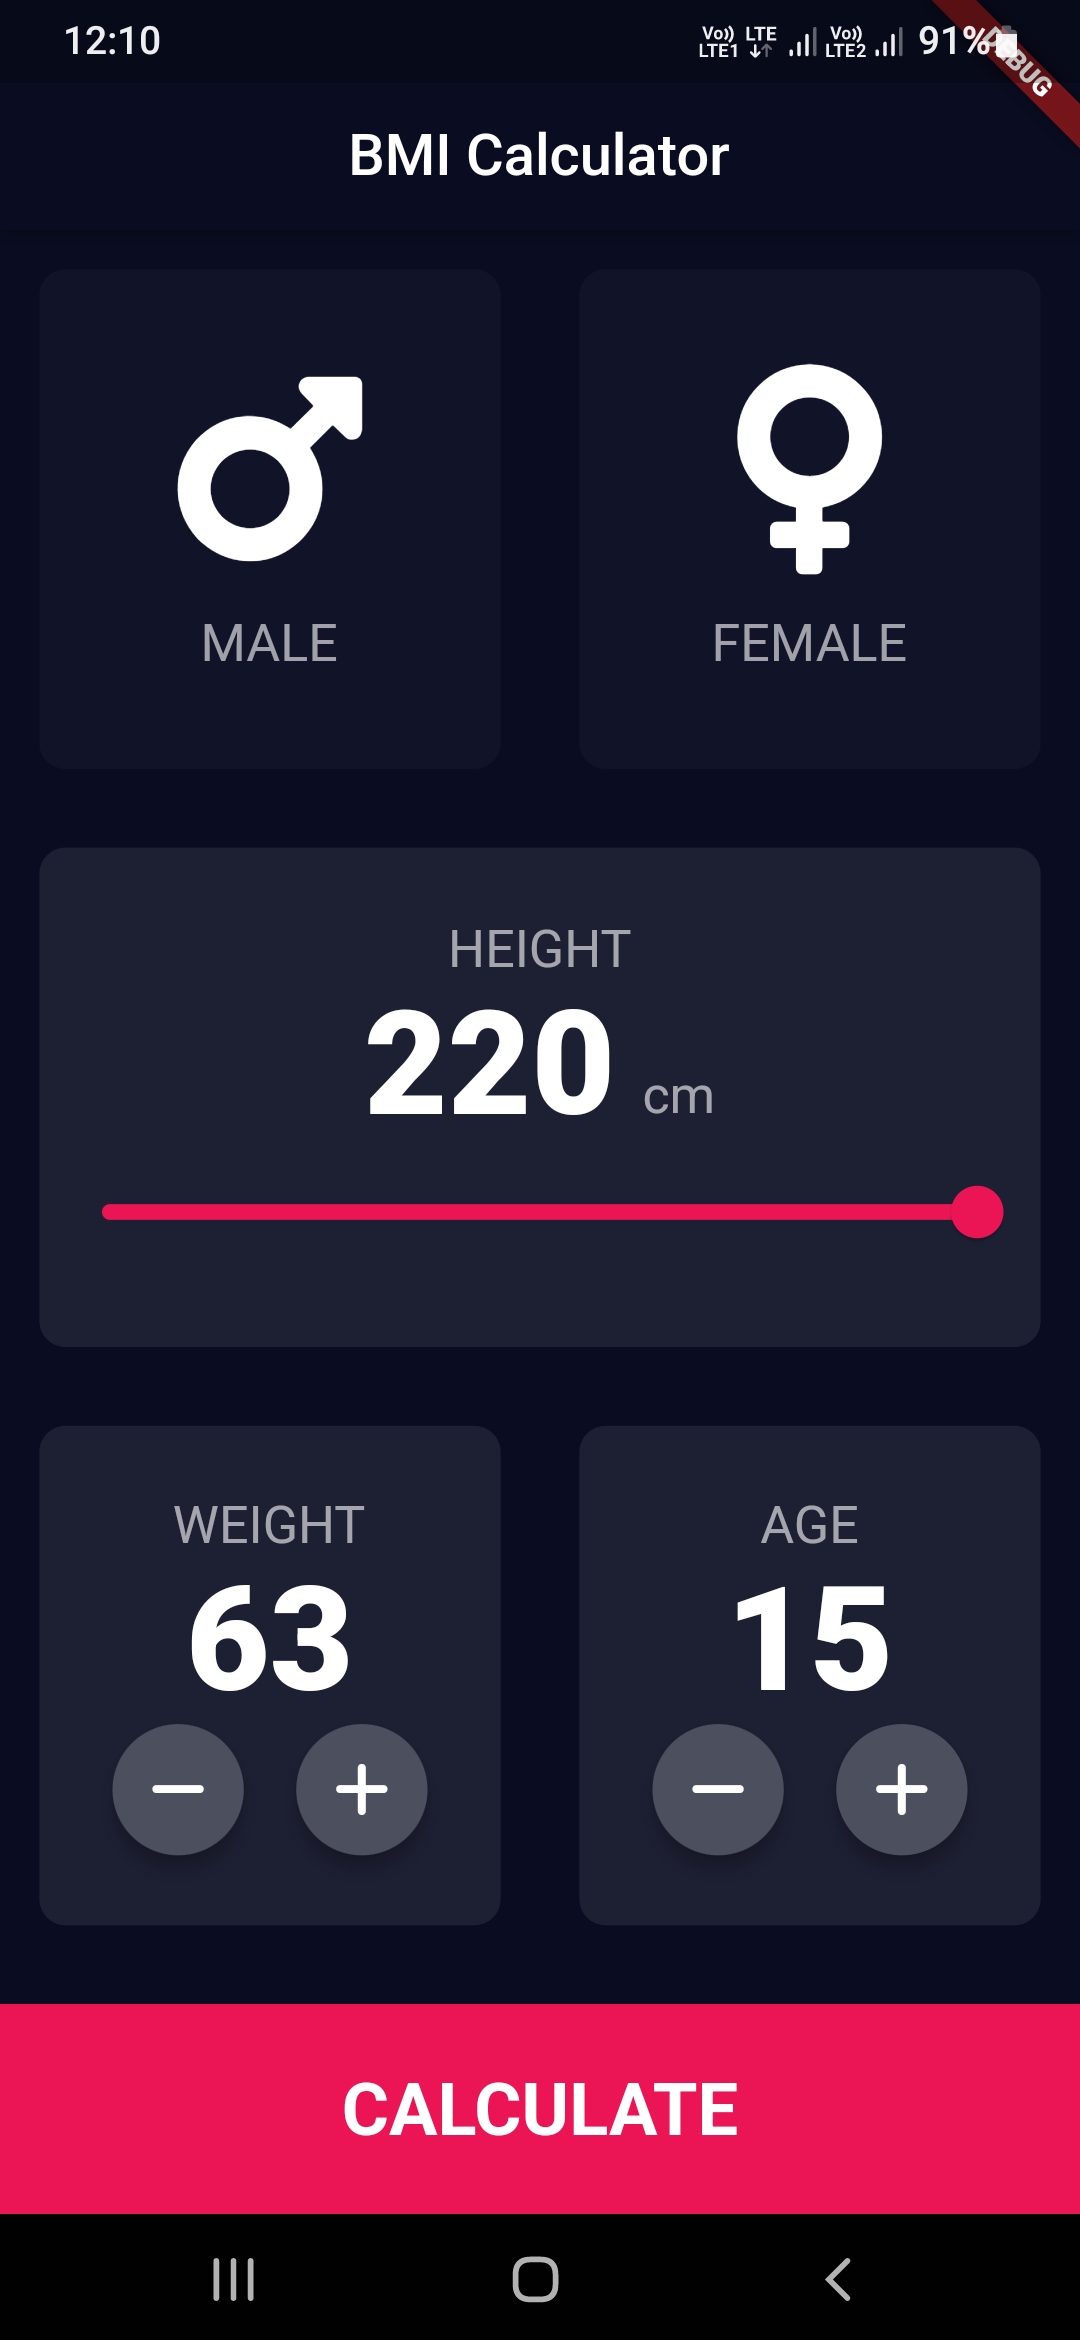 12:10 Vo)) LTE1 LTE Vo)) LTE2 91%
DEBUG
BMI Calculator
MALE FEMALE
HEIGHT
220 cm
WEIGHT AGE
63 15
CALCULATE